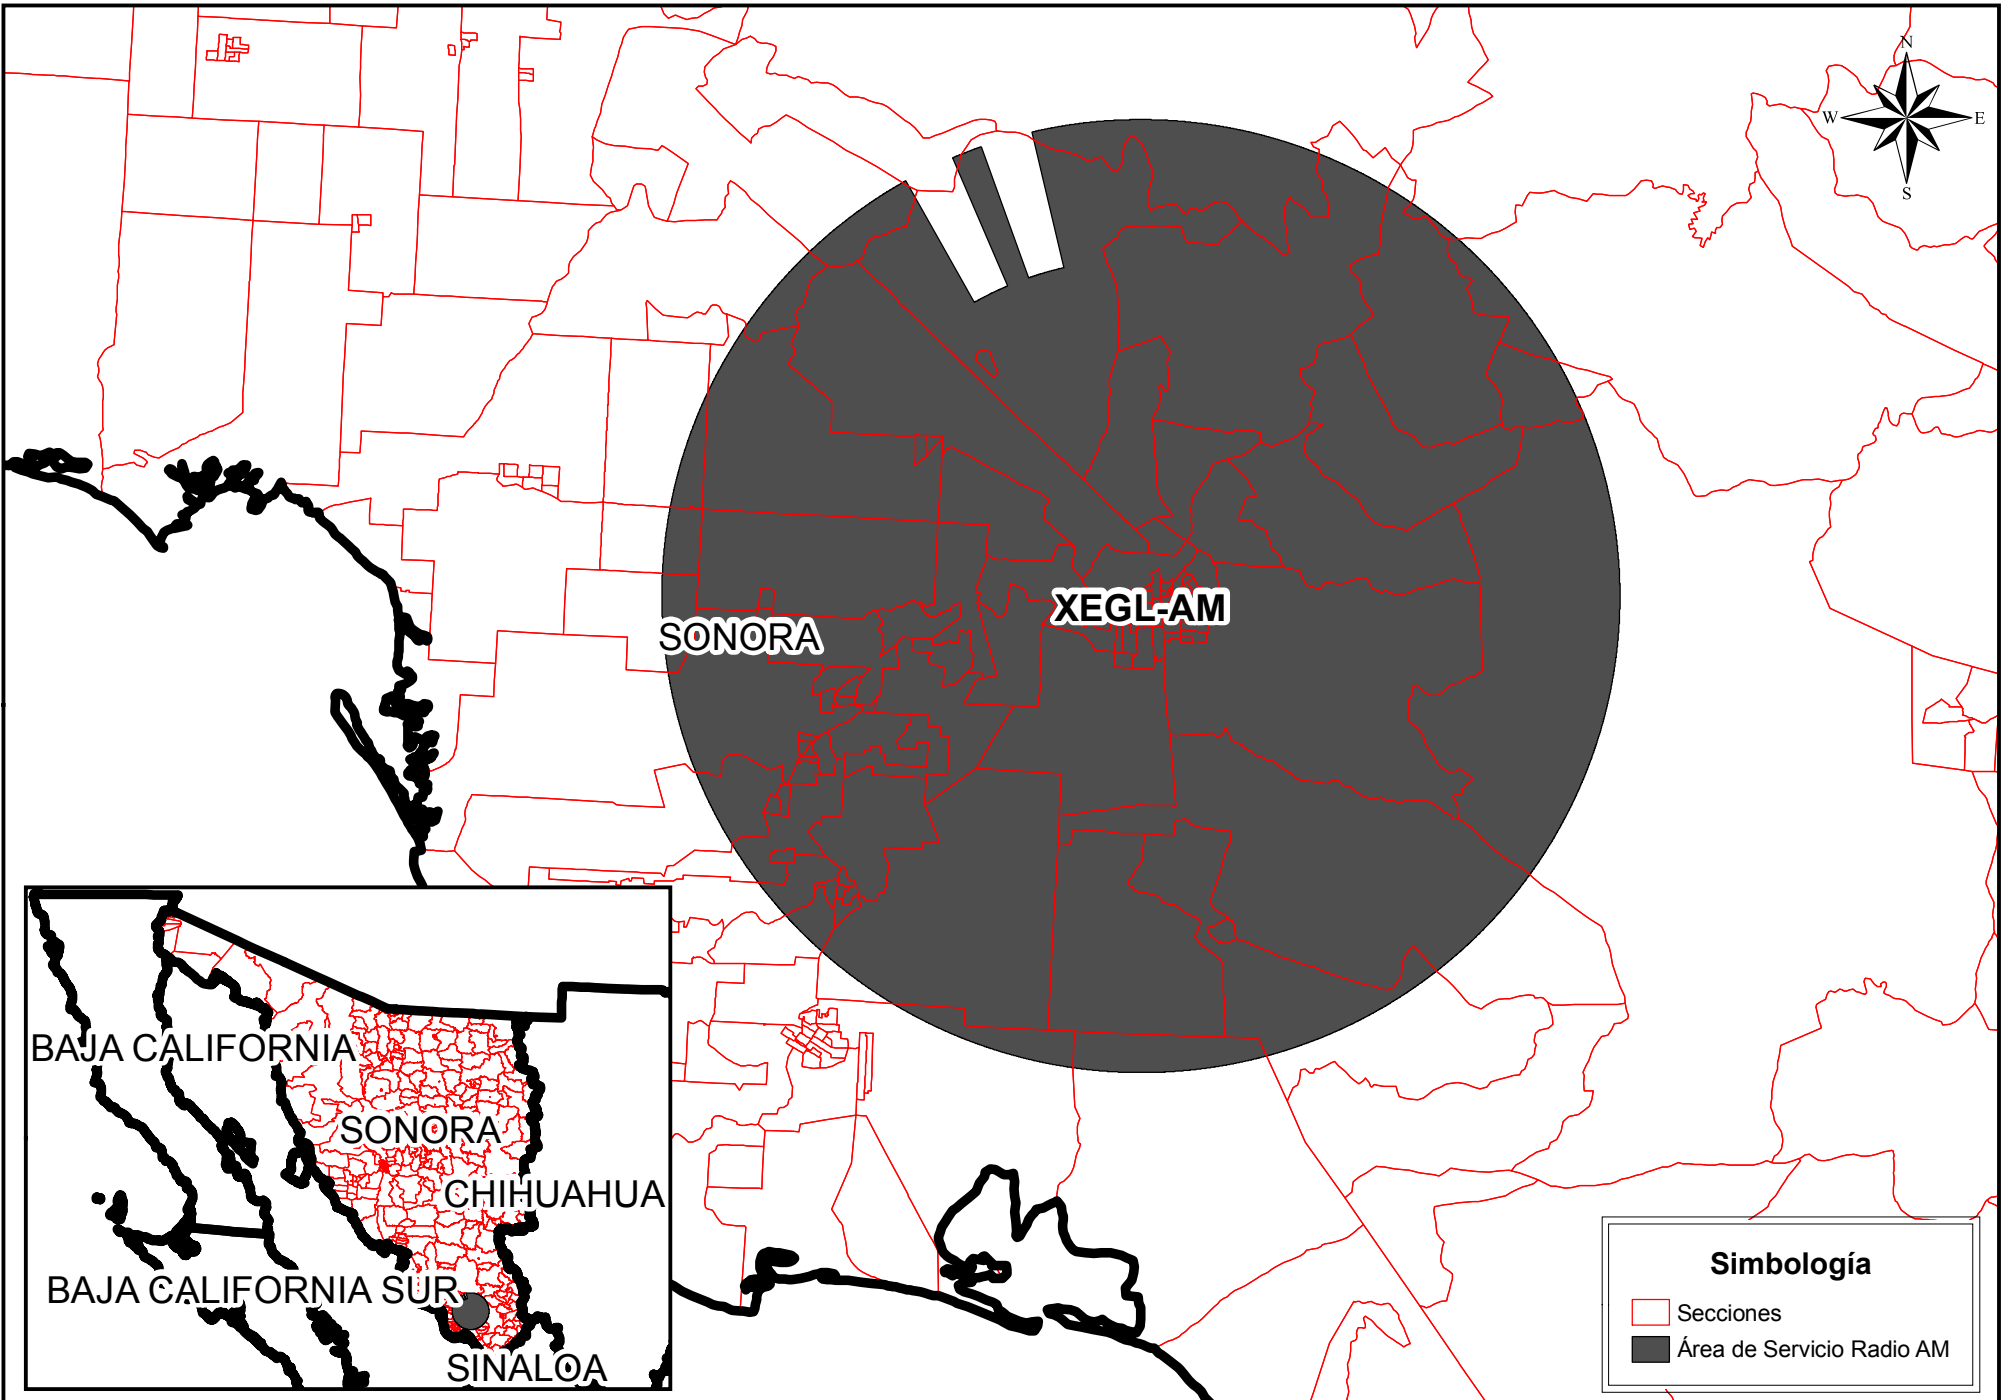 N
W
E
S
XEGL-AM
SONORA
BAJA CALIFORNIA
SONORA
CHIHUAHUA
BAJA CALIFORNIA SUR
SINALOA
Simbología
Secciones
Área de Servicio Radio AM